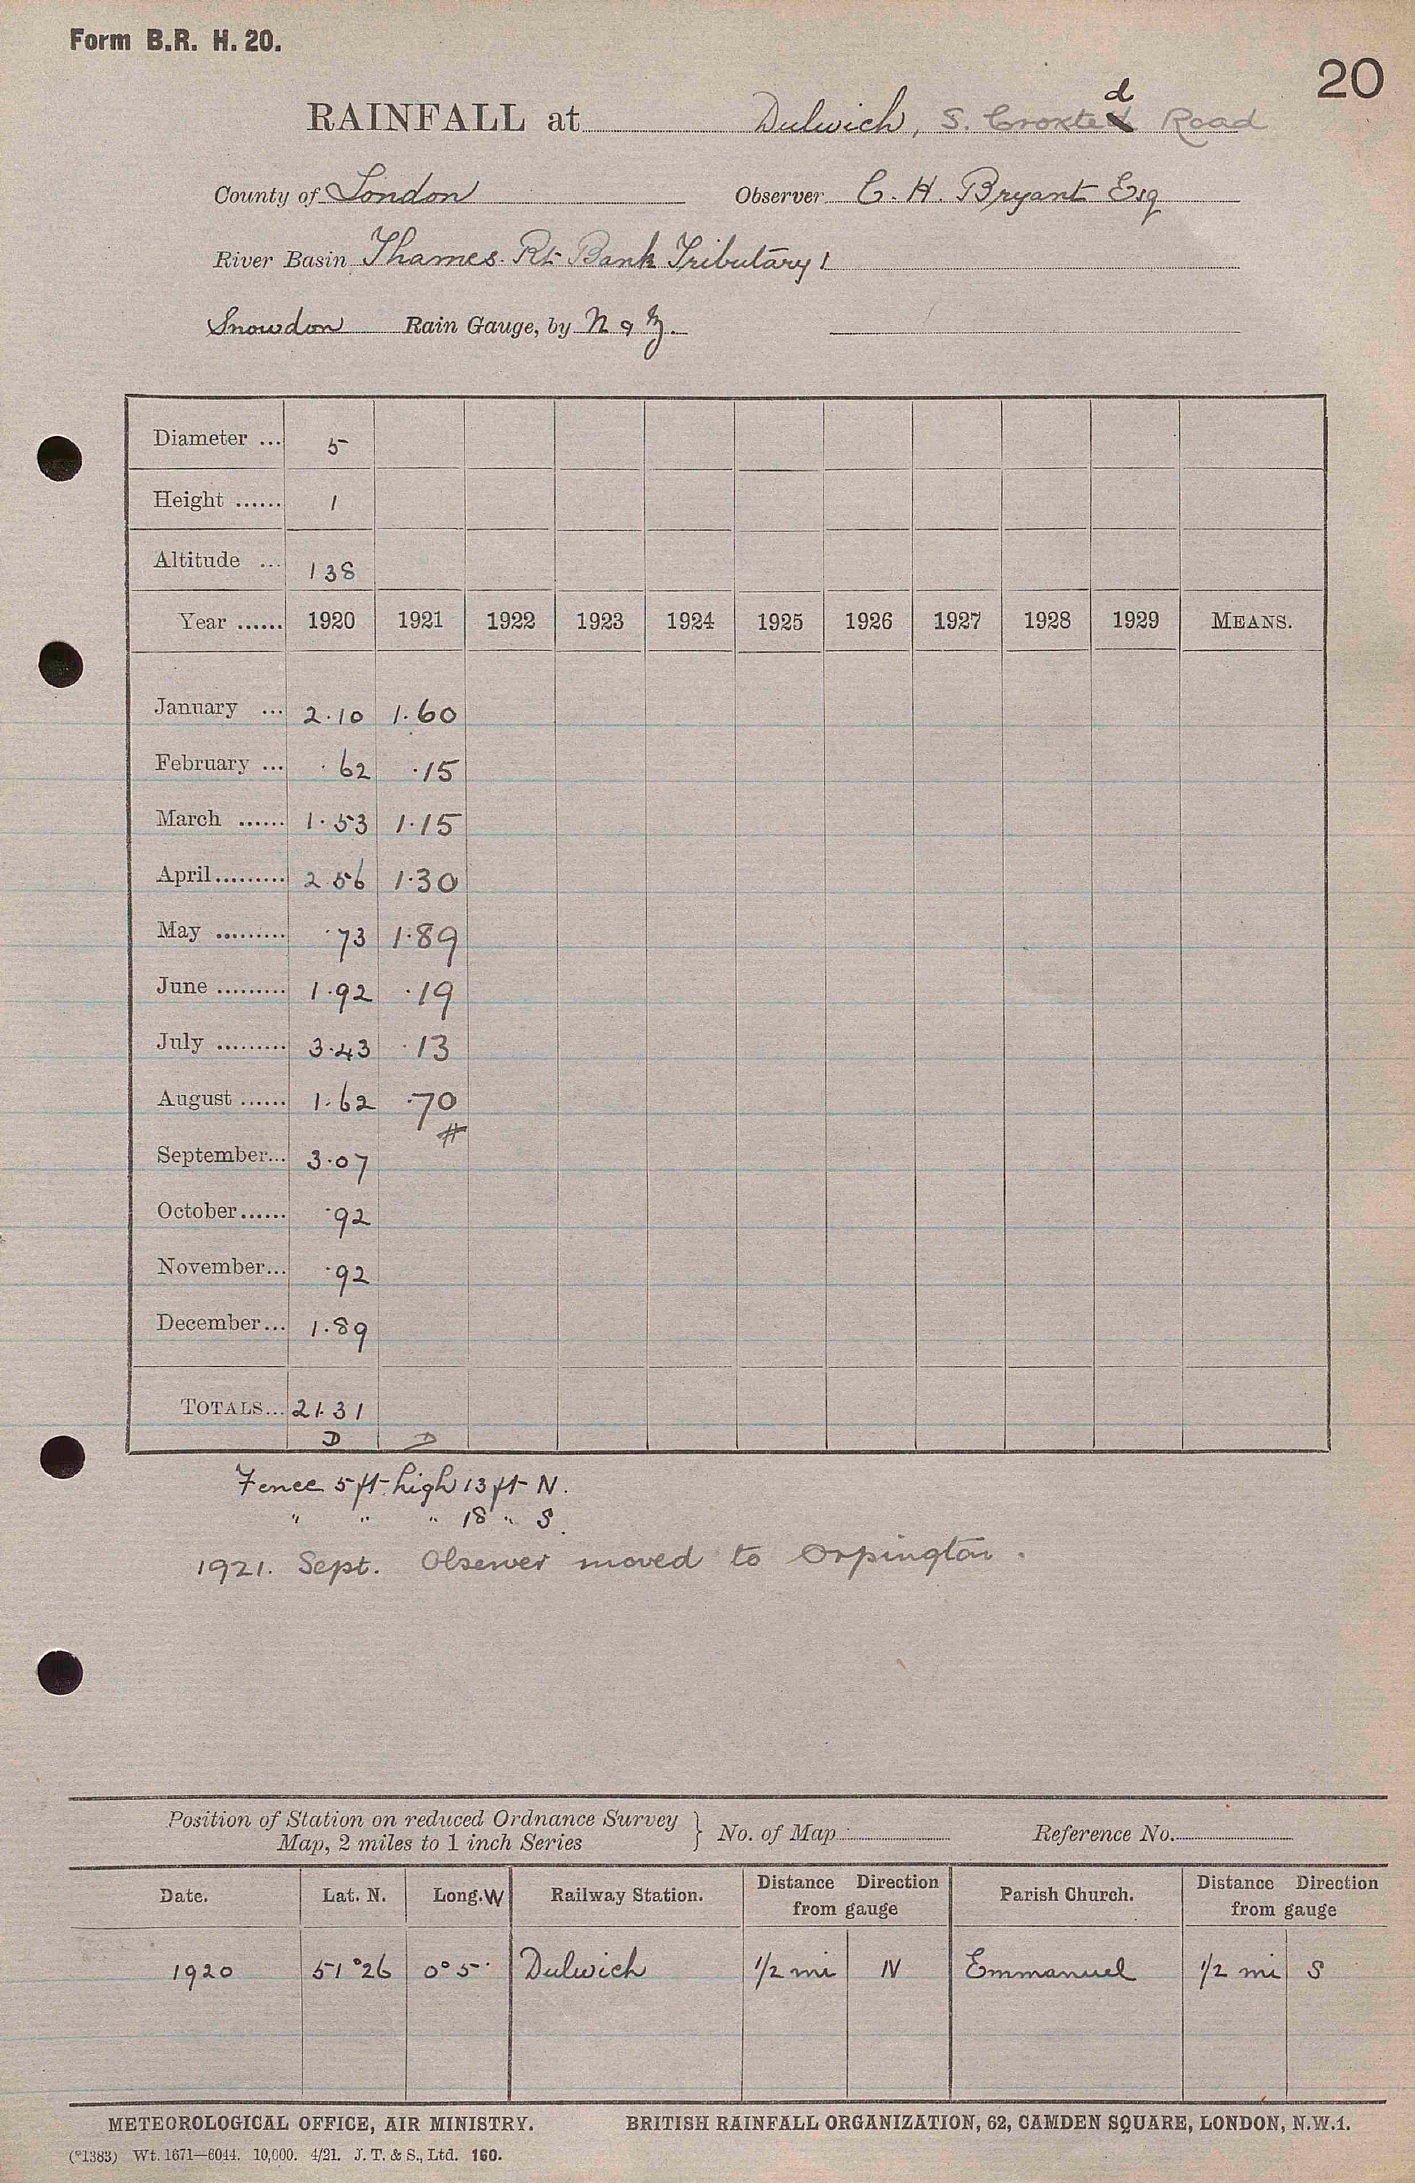 Form B.R. H. 20.
20
RAINFALL at Dulwich, S. Croxted Road
County of London Observer C. H. Bryant Esq
River Basin Thames. Rt Bank Tributary 1
Snowdon Rain Gauge, by N & Z.
Diameter ... 5
Height ...... 1
Altitude ... 138
Year ...... 1920 1921 1922 1923 1924 1925 1926 1927 1928 1929 MEANS.
January ... 2.10 1.60
February ... .62 .15
March ...... 1.53 1.15
April ......... 2.56 1.30
May ......... .73 1.89
June ......... 1.92 .19
July ......... 3.43 .13
August ...... 1.62 .70
#
September... 3.07
October ...... .92
November... .92
December... 1.89
TOTALS... 21.31
D D
Fence 5 ft high 13 ft N.
" " " 18 " S.
1921. Sept. Observer moved to Orpington.
Position of Station on reduced Ordnance Survey Map, 2 miles to 1 inch Series } No. of Map Reference No.
Date. Lat. N. Long. W Railway Station. Distance Direction from gauge Parish Church. Distance Direction from gauge
1920 51°26 0°5' Dulwich 1/2 mi N Emmanuel 1/2 mi S
METEOROLOGICAL OFFICE, AIR MINISTRY. BRITISH RAINFALL ORGANIZATION, 62, CAMDEN SQUARE, LONDON, N.W.1.
(*1383) Wt. 1671—6044. 10,000. 4/21. J. T. & S., Ltd. 160.